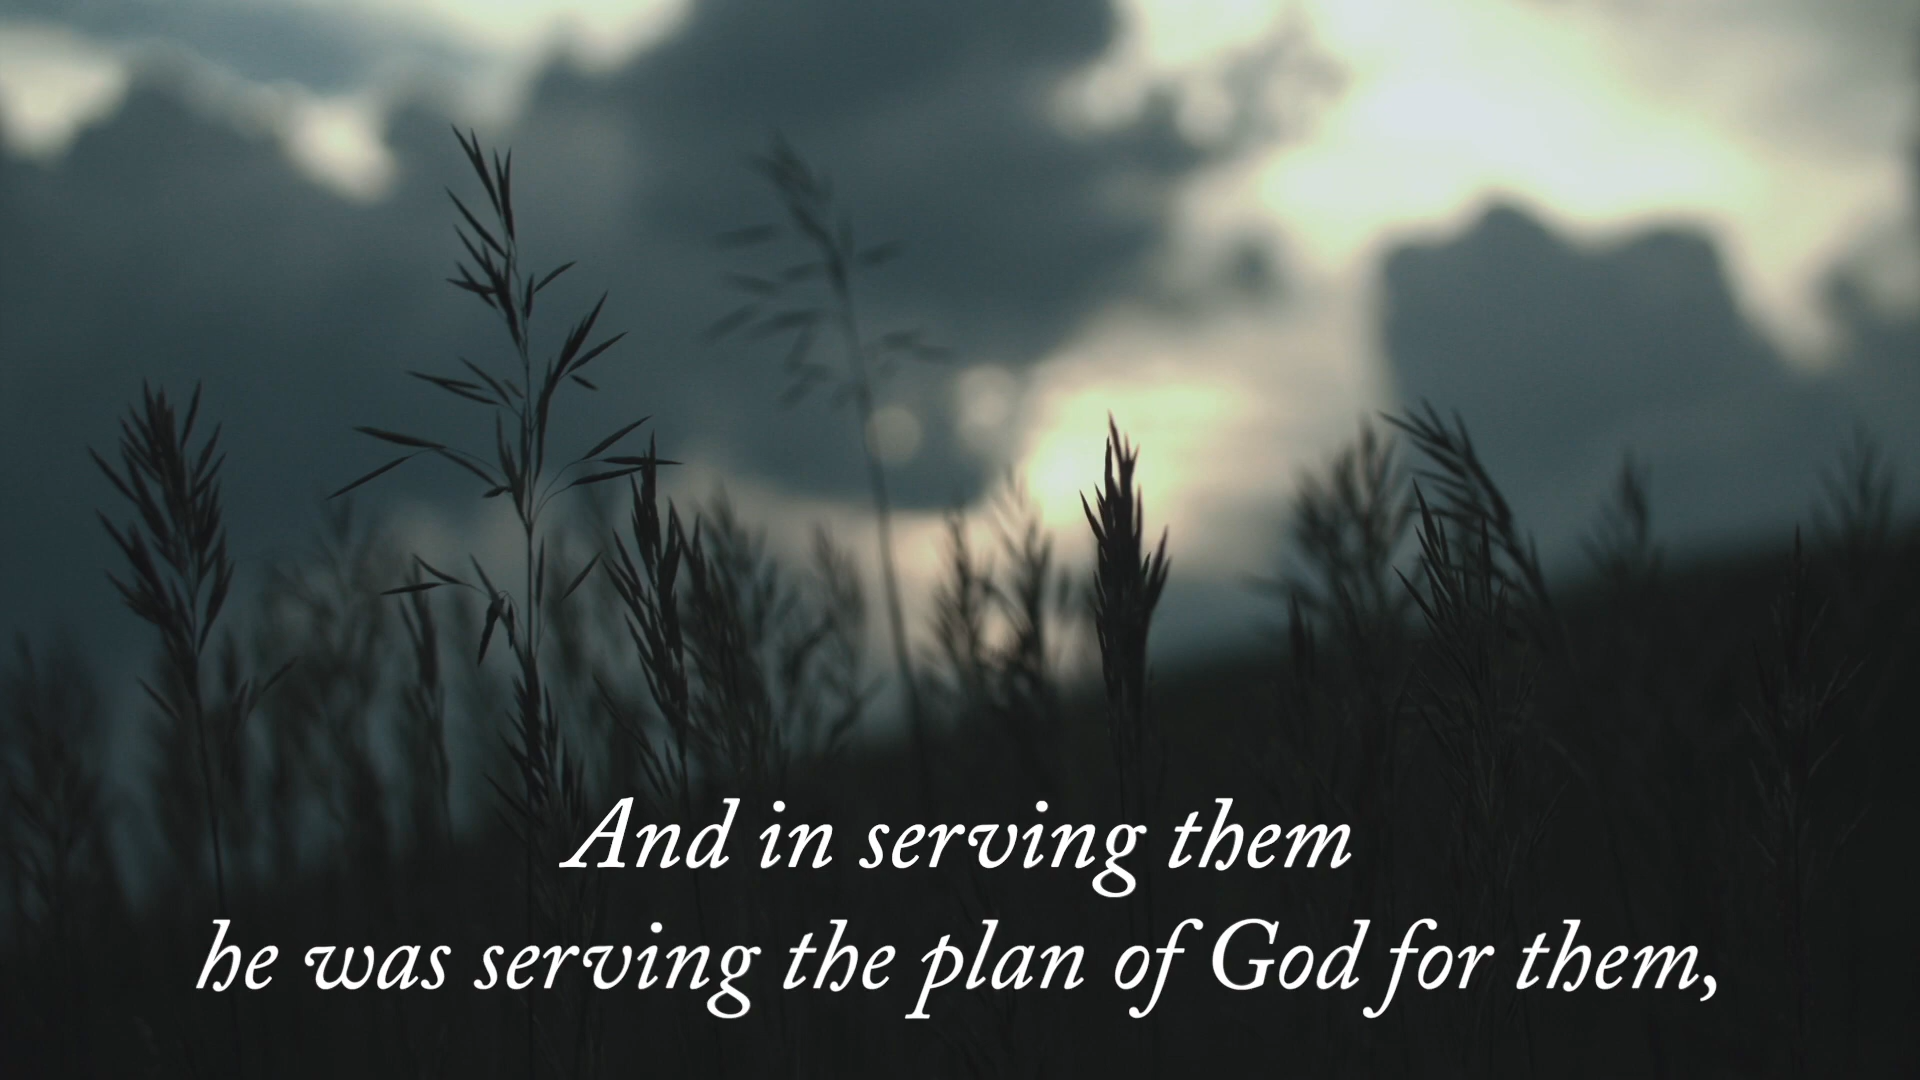 And in serving them
he was serving the plan of God for them,